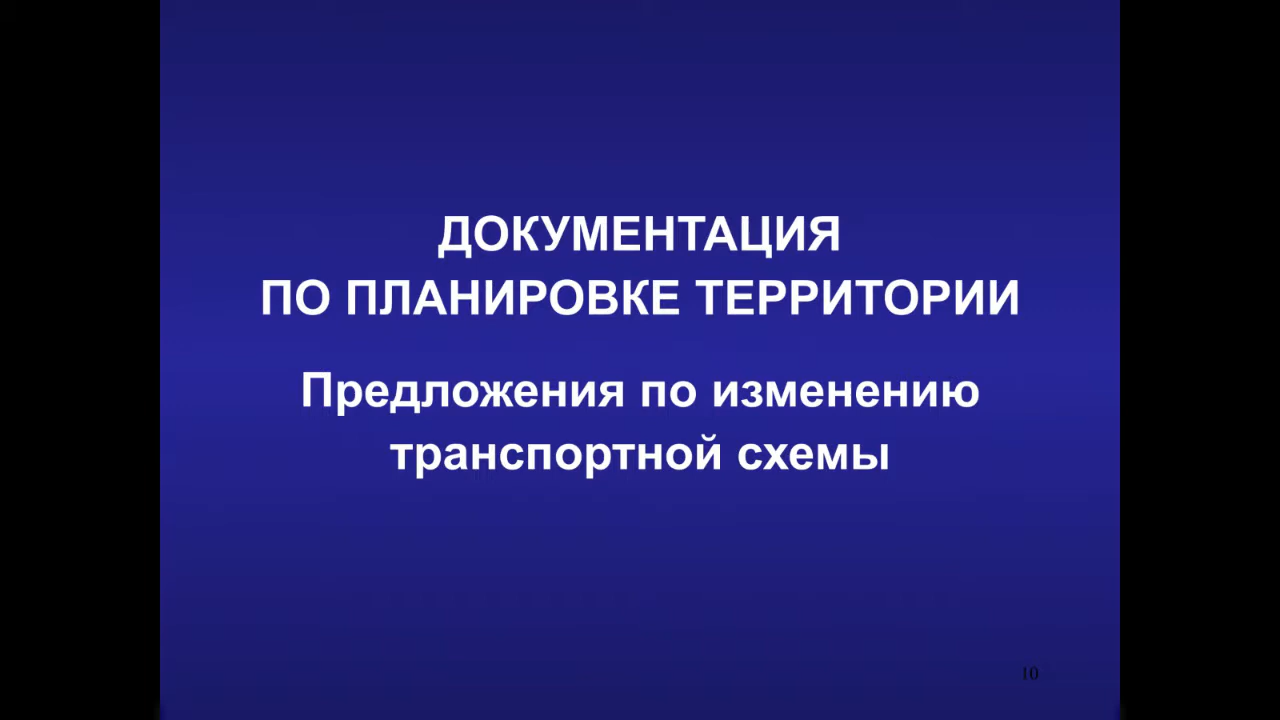 ДОКУМЕНТАЦИЯ
ПО ПЛАНИРОВКЕ ТЕРРИТОРИИ
Предложения по изменению
транспортной схемы
10